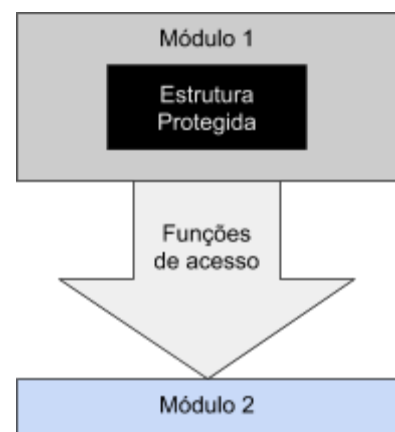 Módulo 1
Estrutura
Protegida
Funções
de acesso
Módulo 2